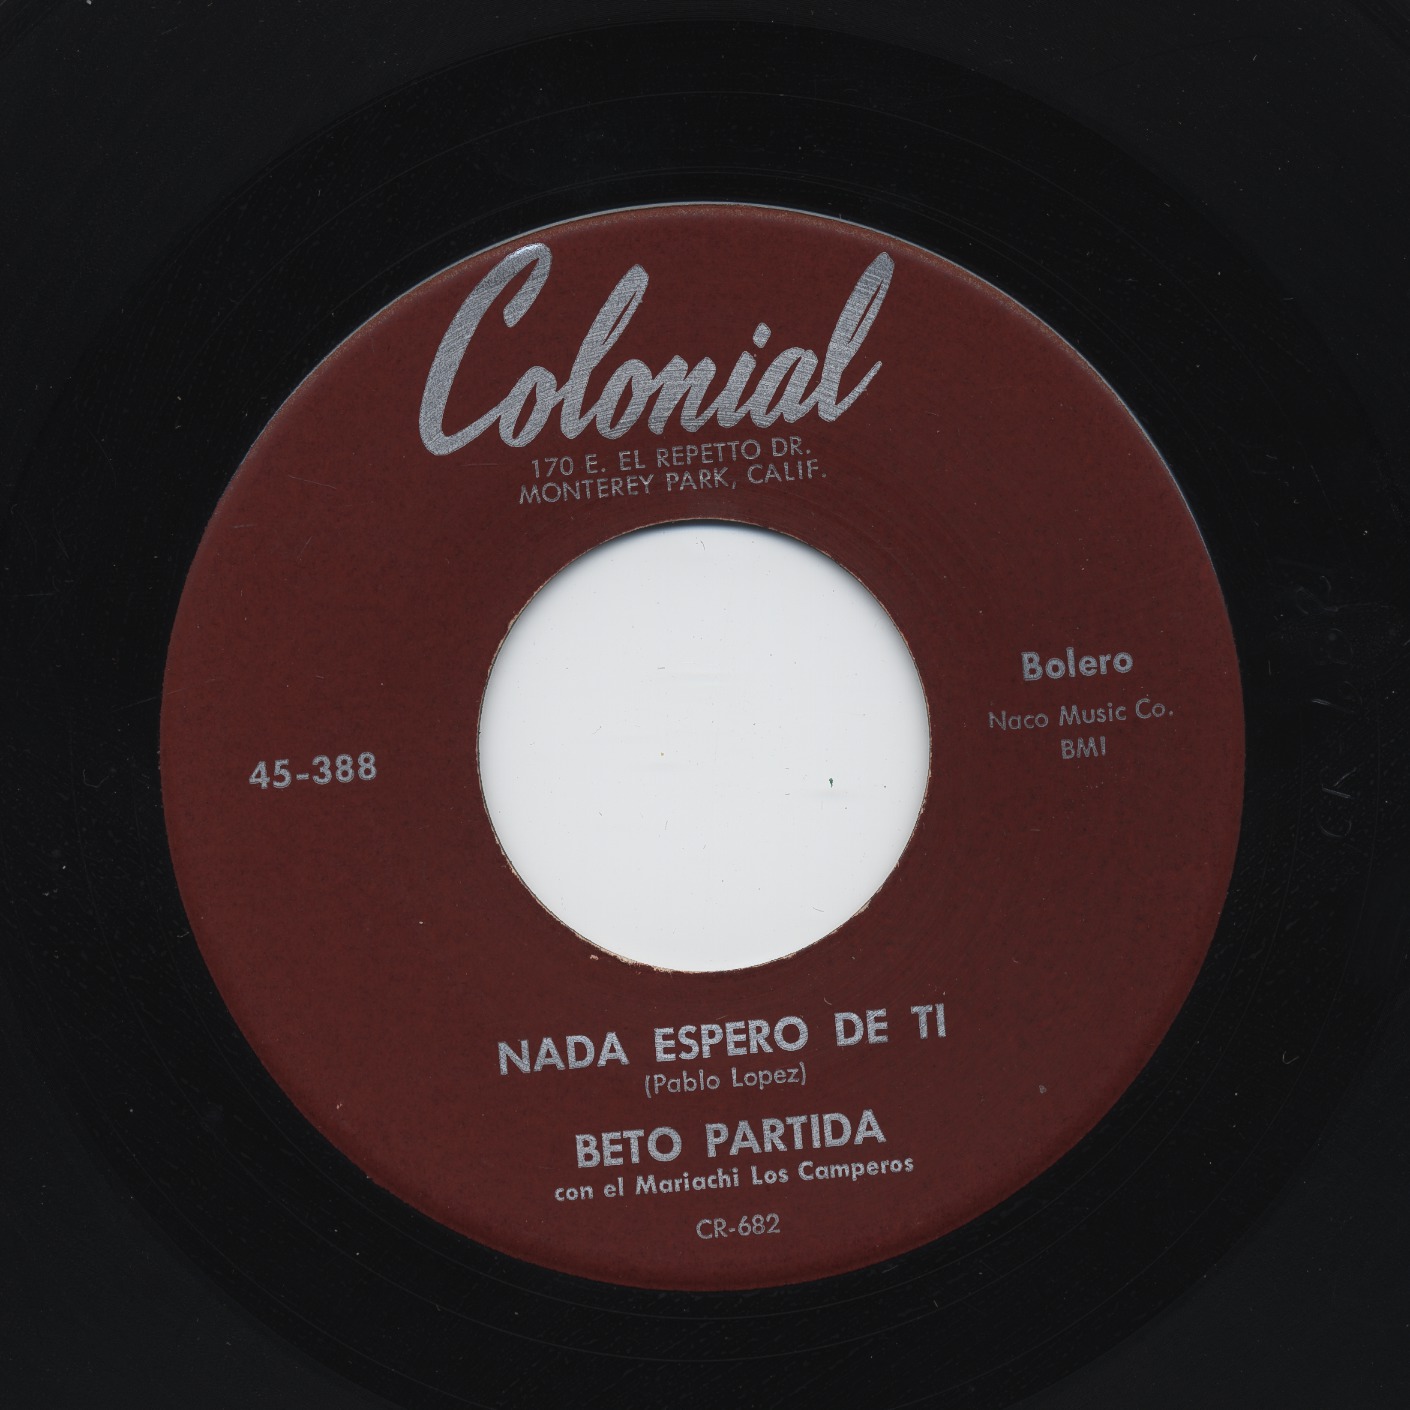 Colonial
170 E. EL REPETTO DR.
MONTEREY PARK, CALIF.
Bolero
Naco Music Co.
BMI
45-388
NADA ESPERO DE TI
(Pablo Lopez)
BETO PARTIDA
con el Mariachi Los Camperos
CR-682